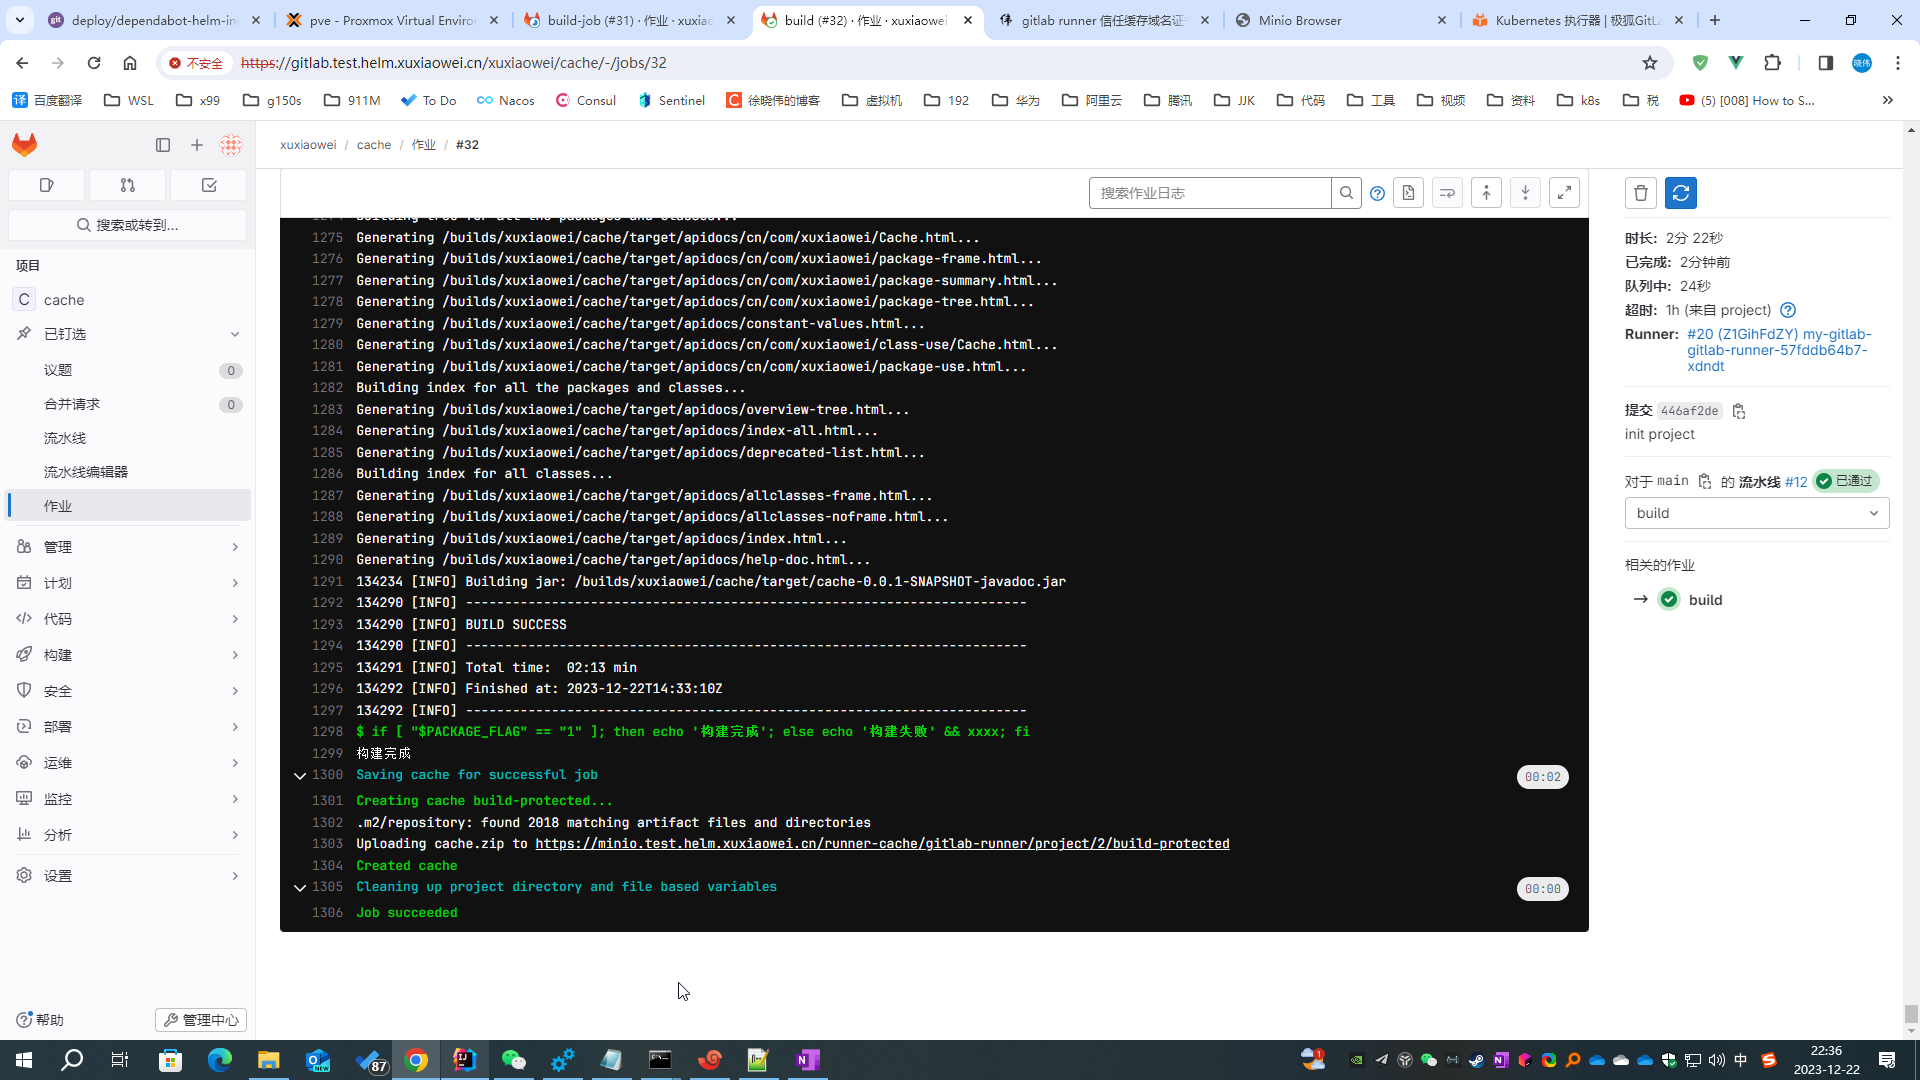 deploy/dependabot-helm-in
pve - Proxmox Virtual Enviro
build-job (#31) · 作业 · xuxiao
build (#32) · 作业 · xuxiaowei
gitlab runner 信任缓存域名证
Minio Browser
Kubernetes 执行器 | 极狐GitLa
不安全
https://gitlab.test.helm.xuxiaowei.cn/xuxiaowei/cache/-/jobs/32
晓伟
译 百度翻译
WSL
x99
g150s
911M
To Do
Nacos
Consul
Sentinel
徐晓伟的博客
虚拟机
192
华为
阿里云
腾讯
JJK
代码
工具
视频
资料
k8s
税
(5) [008] How to S...
xuxiaowei / cache / 作业 / #32
搜索或转到...
项目
C cache
已钉选
议题 0
合并请求 0
流水线
流水线编辑器
作业
管理
计划
代码
构建
安全
部署
运维
监控
分析
设置
帮助
管理中心
搜索作业日志
1275 Generating /builds/xuxiaowei/cache/target/apidocs/cn/com/xuxiaowei/Cache.html...
1276 Generating /builds/xuxiaowei/cache/target/apidocs/cn/com/xuxiaowei/package-frame.html...
1277 Generating /builds/xuxiaowei/cache/target/apidocs/cn/com/xuxiaowei/package-summary.html...
1278 Generating /builds/xuxiaowei/cache/target/apidocs/cn/com/xuxiaowei/package-tree.html...
1279 Generating /builds/xuxiaowei/cache/target/apidocs/constant-values.html...
1280 Generating /builds/xuxiaowei/cache/target/apidocs/cn/com/xuxiaowei/class-use/Cache.html...
1281 Generating /builds/xuxiaowei/cache/target/apidocs/cn/com/xuxiaowei/package-use.html...
1282 Building index for all the packages and classes...
1283 Generating /builds/xuxiaowei/cache/target/apidocs/overview-tree.html...
1284 Generating /builds/xuxiaowei/cache/target/apidocs/index-all.html...
1285 Generating /builds/xuxiaowei/cache/target/apidocs/deprecated-list.html...
1286 Building index for all classes...
1287 Generating /builds/xuxiaowei/cache/target/apidocs/allclasses-frame.html...
1288 Generating /builds/xuxiaowei/cache/target/apidocs/allclasses-noframe.html...
1289 Generating /builds/xuxiaowei/cache/target/apidocs/index.html...
1290 Generating /builds/xuxiaowei/cache/target/apidocs/help-doc.html...
1291 134234 [INFO] Building jar: /builds/xuxiaowei/cache/target/cache-0.0.1-SNAPSHOT-javadoc.jar
1292 134290 [INFO] ------------------------------------------------------------------------
1293 134290 [INFO] BUILD SUCCESS
1294 134290 [INFO] ------------------------------------------------------------------------
1295 134291 [INFO] Total time:  02:13 min
1296 134292 [INFO] Finished at: 2023-12-22T14:33:10Z
1297 134292 [INFO] ------------------------------------------------------------------------
1298 $ if [ "$PACKAGE_FLAG" == "1" ]; then echo '构建完成'; else echo '构建失败' && xxxx; fi
1299 构建完成
1300 Saving cache for successful job 00:02
1301 Creating cache build-protected...
1302 .m2/repository: found 2018 matching artifact files and directories
1303 Uploading cache.zip to https://minio.test.helm.xuxiaowei.cn/runner-cache/gitlab-runner/project/2/build-protected
1304 Created cache
1305 Cleaning up project directory and file based variables 00:00
1306 Job succeeded
时长: 2分 22秒
已完成: 2分钟前
队列中: 24秒
超时: 1h (来自 project)
Runner: #20 (Z1GihFdZY) my-gitlab-
gitlab-runner-57fddb64b7-
xdndt
提交 446af2de
init project
对于 main 的 流水线 #12 已通过
build
相关的作业
build
87
1
中
22:36
2023-12-22